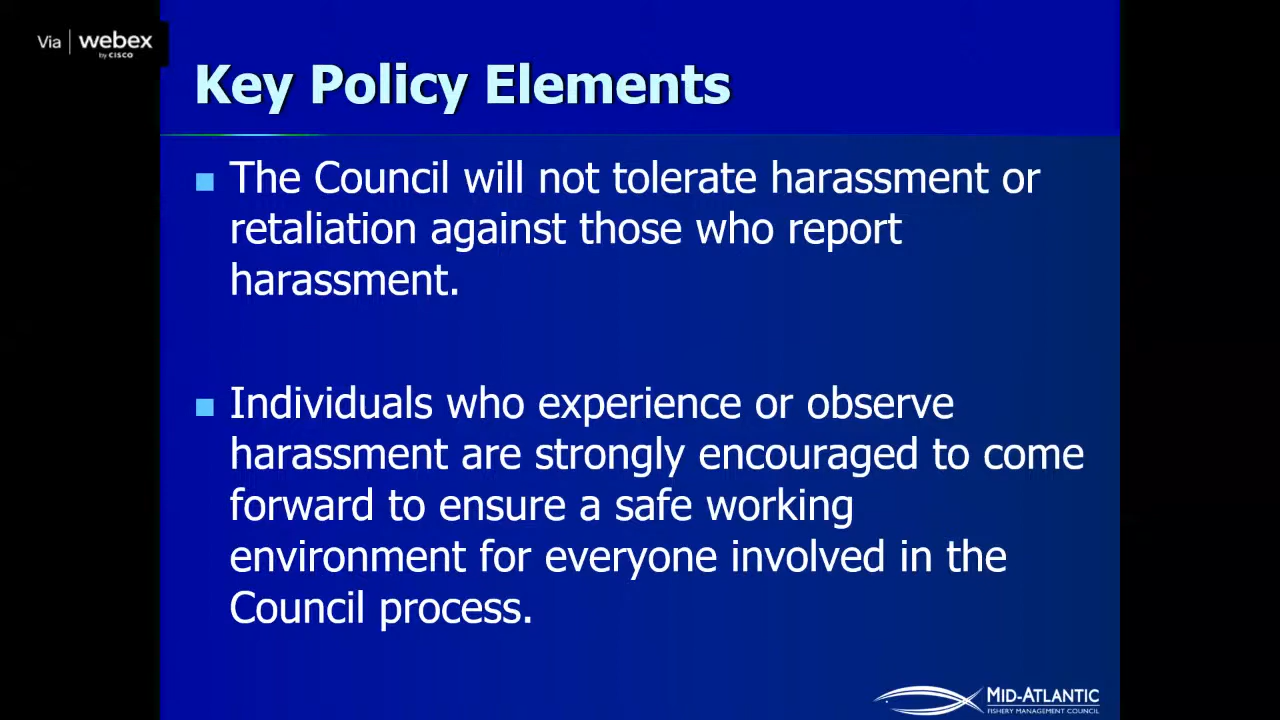 Via | webex
by CISCO
Key Policy Elements
The Council will not tolerate harassment or
retaliation against those who report
harassment.
Individuals who experience or observe
harassment are strongly encouraged to come
forward to ensure a safe working
environment for everyone involved in the
Council process.
MID-ATLANTIC
FISHERY MANAGEMENT COUNCIL